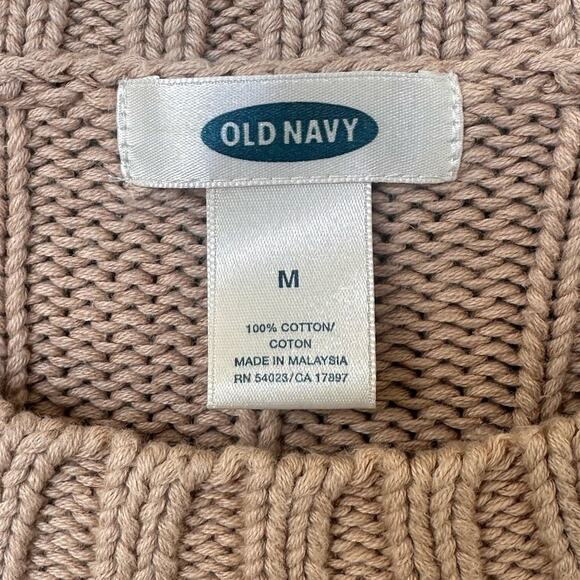 OLD NAVY
M
100% COTTON/
COTON
MADE IN MALAYSIA
RN 54023/CA 17897